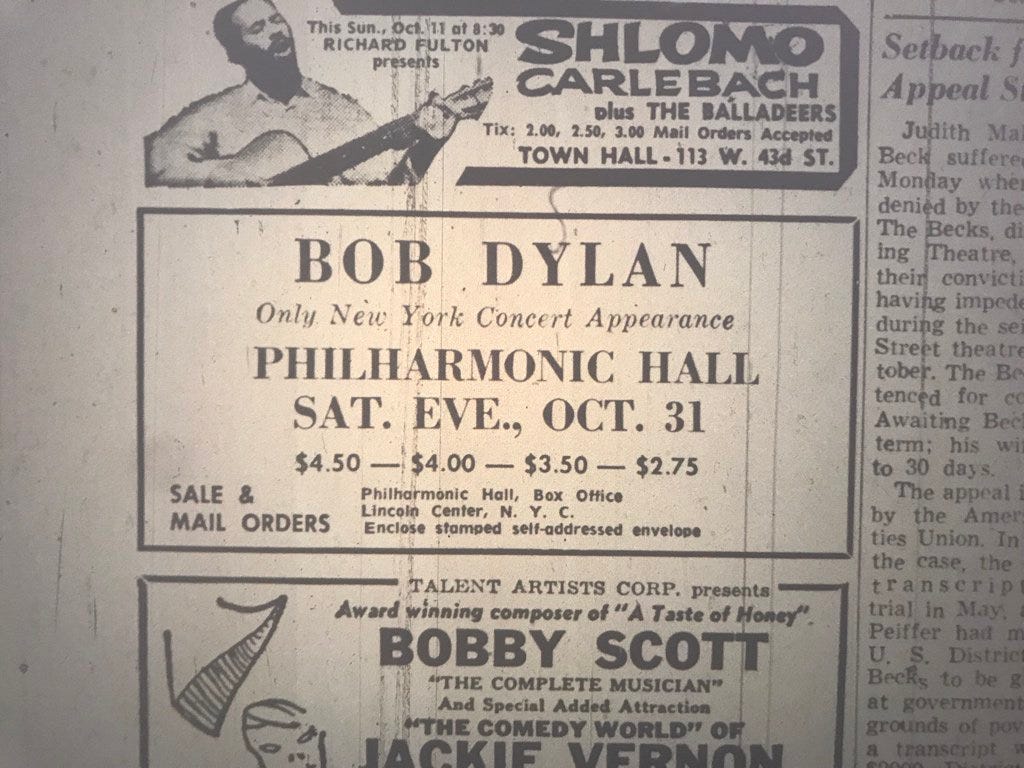 This Sun., Oct. 11 at 8:30
RICHARD FULTON
presents
SHLOMO
CARLEBACH
plus THE BALLADEERS
Tix: 2.00, 2.50, 3.00 Mail Orders Accepted
TOWN HALL - 113 W. 43d ST.
BOB DYLAN
Only New York Concert Appearance
PHILHARMONIC HALL
SAT. EVE., OCT. 31
$4.50 — $4.00 — $3.50 — $2.75
SALE &
MAIL ORDERS
Philharmonic Hall, Box Office
Lincoln Center, N. Y. C.
Enclose stamped self-addressed envelope
TALENT ARTISTS CORP. presents
Award winning composer of "A Taste of Honey".
BOBBY SCOTT
"THE COMPLETE MUSICIAN"
And Special Added Attraction
"THE COMEDY WORLD" OF
JACKIE VERNON
Setback f
Appeal S
Judith Mal
Beck suffere
Monday whe
denied by the
The Becks, di
ing Theatre,
their convicti
having impede
during the se
Street theatre
tober. The Be
tenced for co
Awaiting Bec
term; his wi
to 30 days.
The appeal i
by the Amer
ties Union. In
the case, the
transcrip
trial in May,
Peiffer had m
U. S. Distric
Becks to be g
at government
grounds of pov
a transcript w